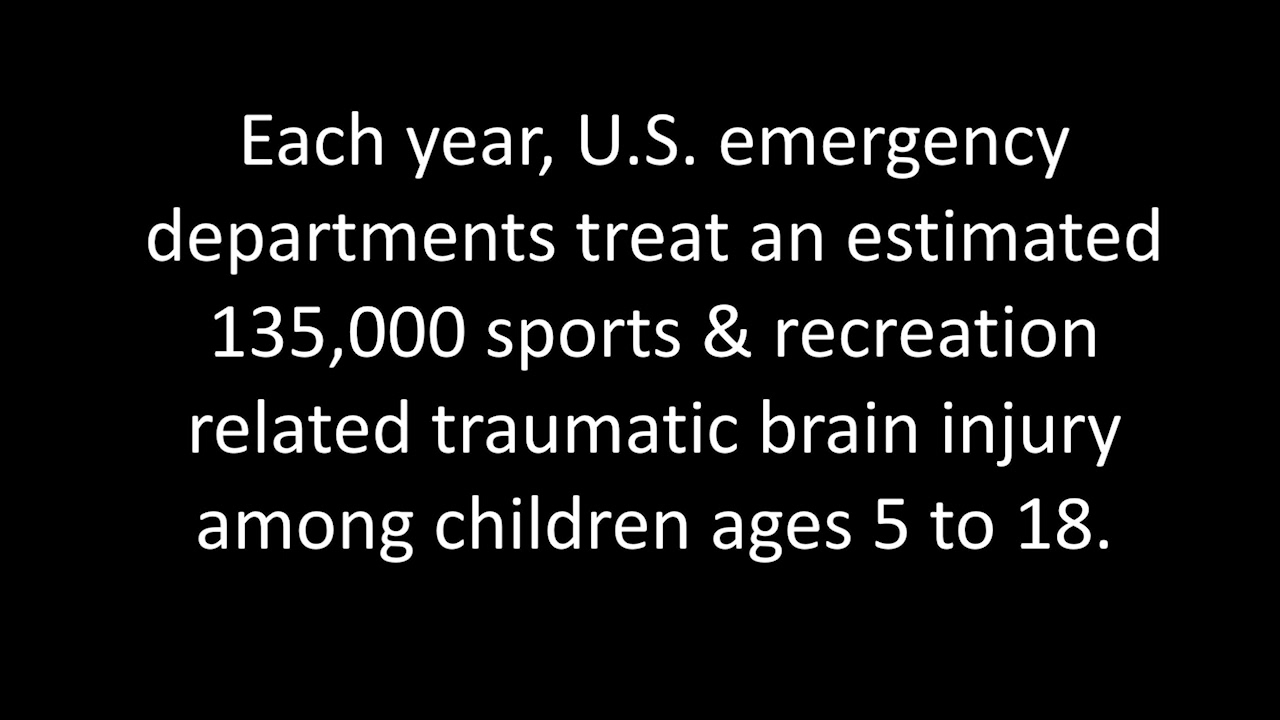 Each year, U.S. emergency
departments treat an estimated
135,000 sports & recreation
related traumatic brain injury
among children ages 5 to 18.